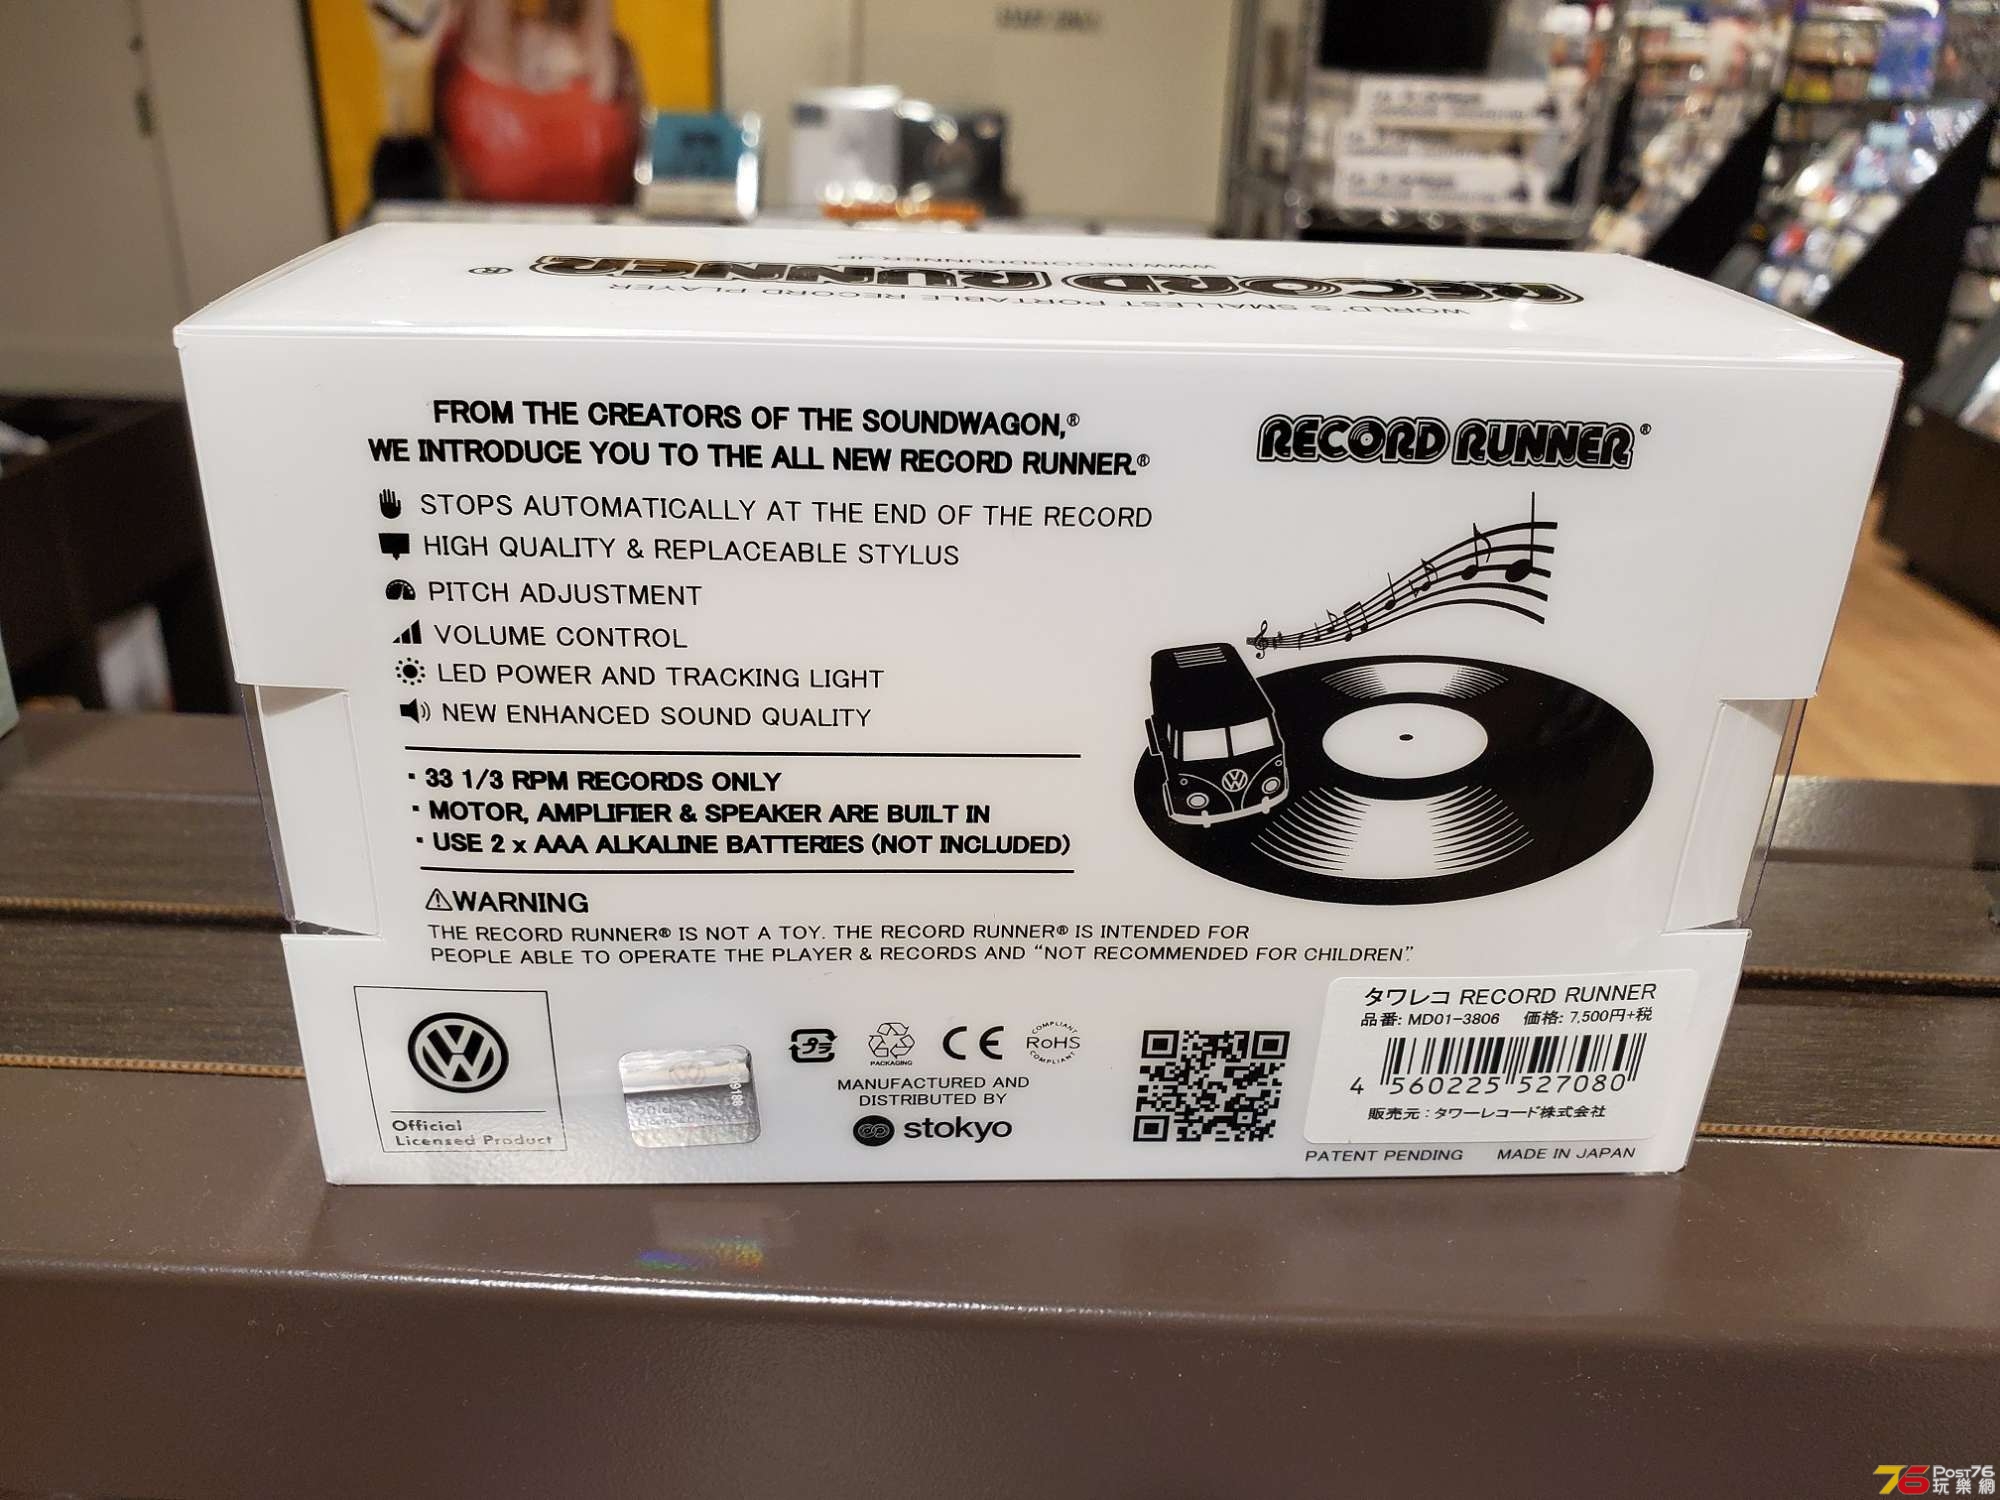 RECORD RUNNER®
WWW.RECORDRUNNER.JP
WORLD'S SMALLEST PORTABLE RECORD PLAYER
FROM THE CREATORS OF THE SOUNDWAGON,®
WE INTRODUCE YOU TO THE ALL NEW RECORD RUNNER.®
STOPS AUTOMATICALLY AT THE END OF THE RECORD
HIGH QUALITY & REPLACEABLE STYLUS
PITCH ADJUSTMENT
VOLUME CONTROL
LED POWER AND TRACKING LIGHT
NEW ENHANCED SOUND QUALITY
・33 1/3 RPM RECORDS ONLY
・MOTOR, AMPLIFIER & SPEAKER ARE BUILT IN
・USE 2 x AAA ALKALINE BATTERIES (NOT INCLUDED)
RECORD RUNNER®
⚠WARNING
THE RECORD RUNNER® IS NOT A TOY. THE RECORD RUNNER® IS INTENDED FOR
PEOPLE ABLE TO OPERATE THE PLAYER & RECORDS AND “NOT RECOMMENDED FOR CHILDREN”.
Official
Licensed Product
プラ
PACKAGING
CE
COMPLIANT
RoHS
COMPLIANT
MANUFACTURED AND
DISTRIBUTED BY
stokyo
タワレコ RECORD RUNNER
品番: MD01-3806 価格: 7,500円+税
4 560225 527080
販売元：タワーレコード株式会社
PATENT PENDING MADE IN JAPAN
76 POST76
玩樂網